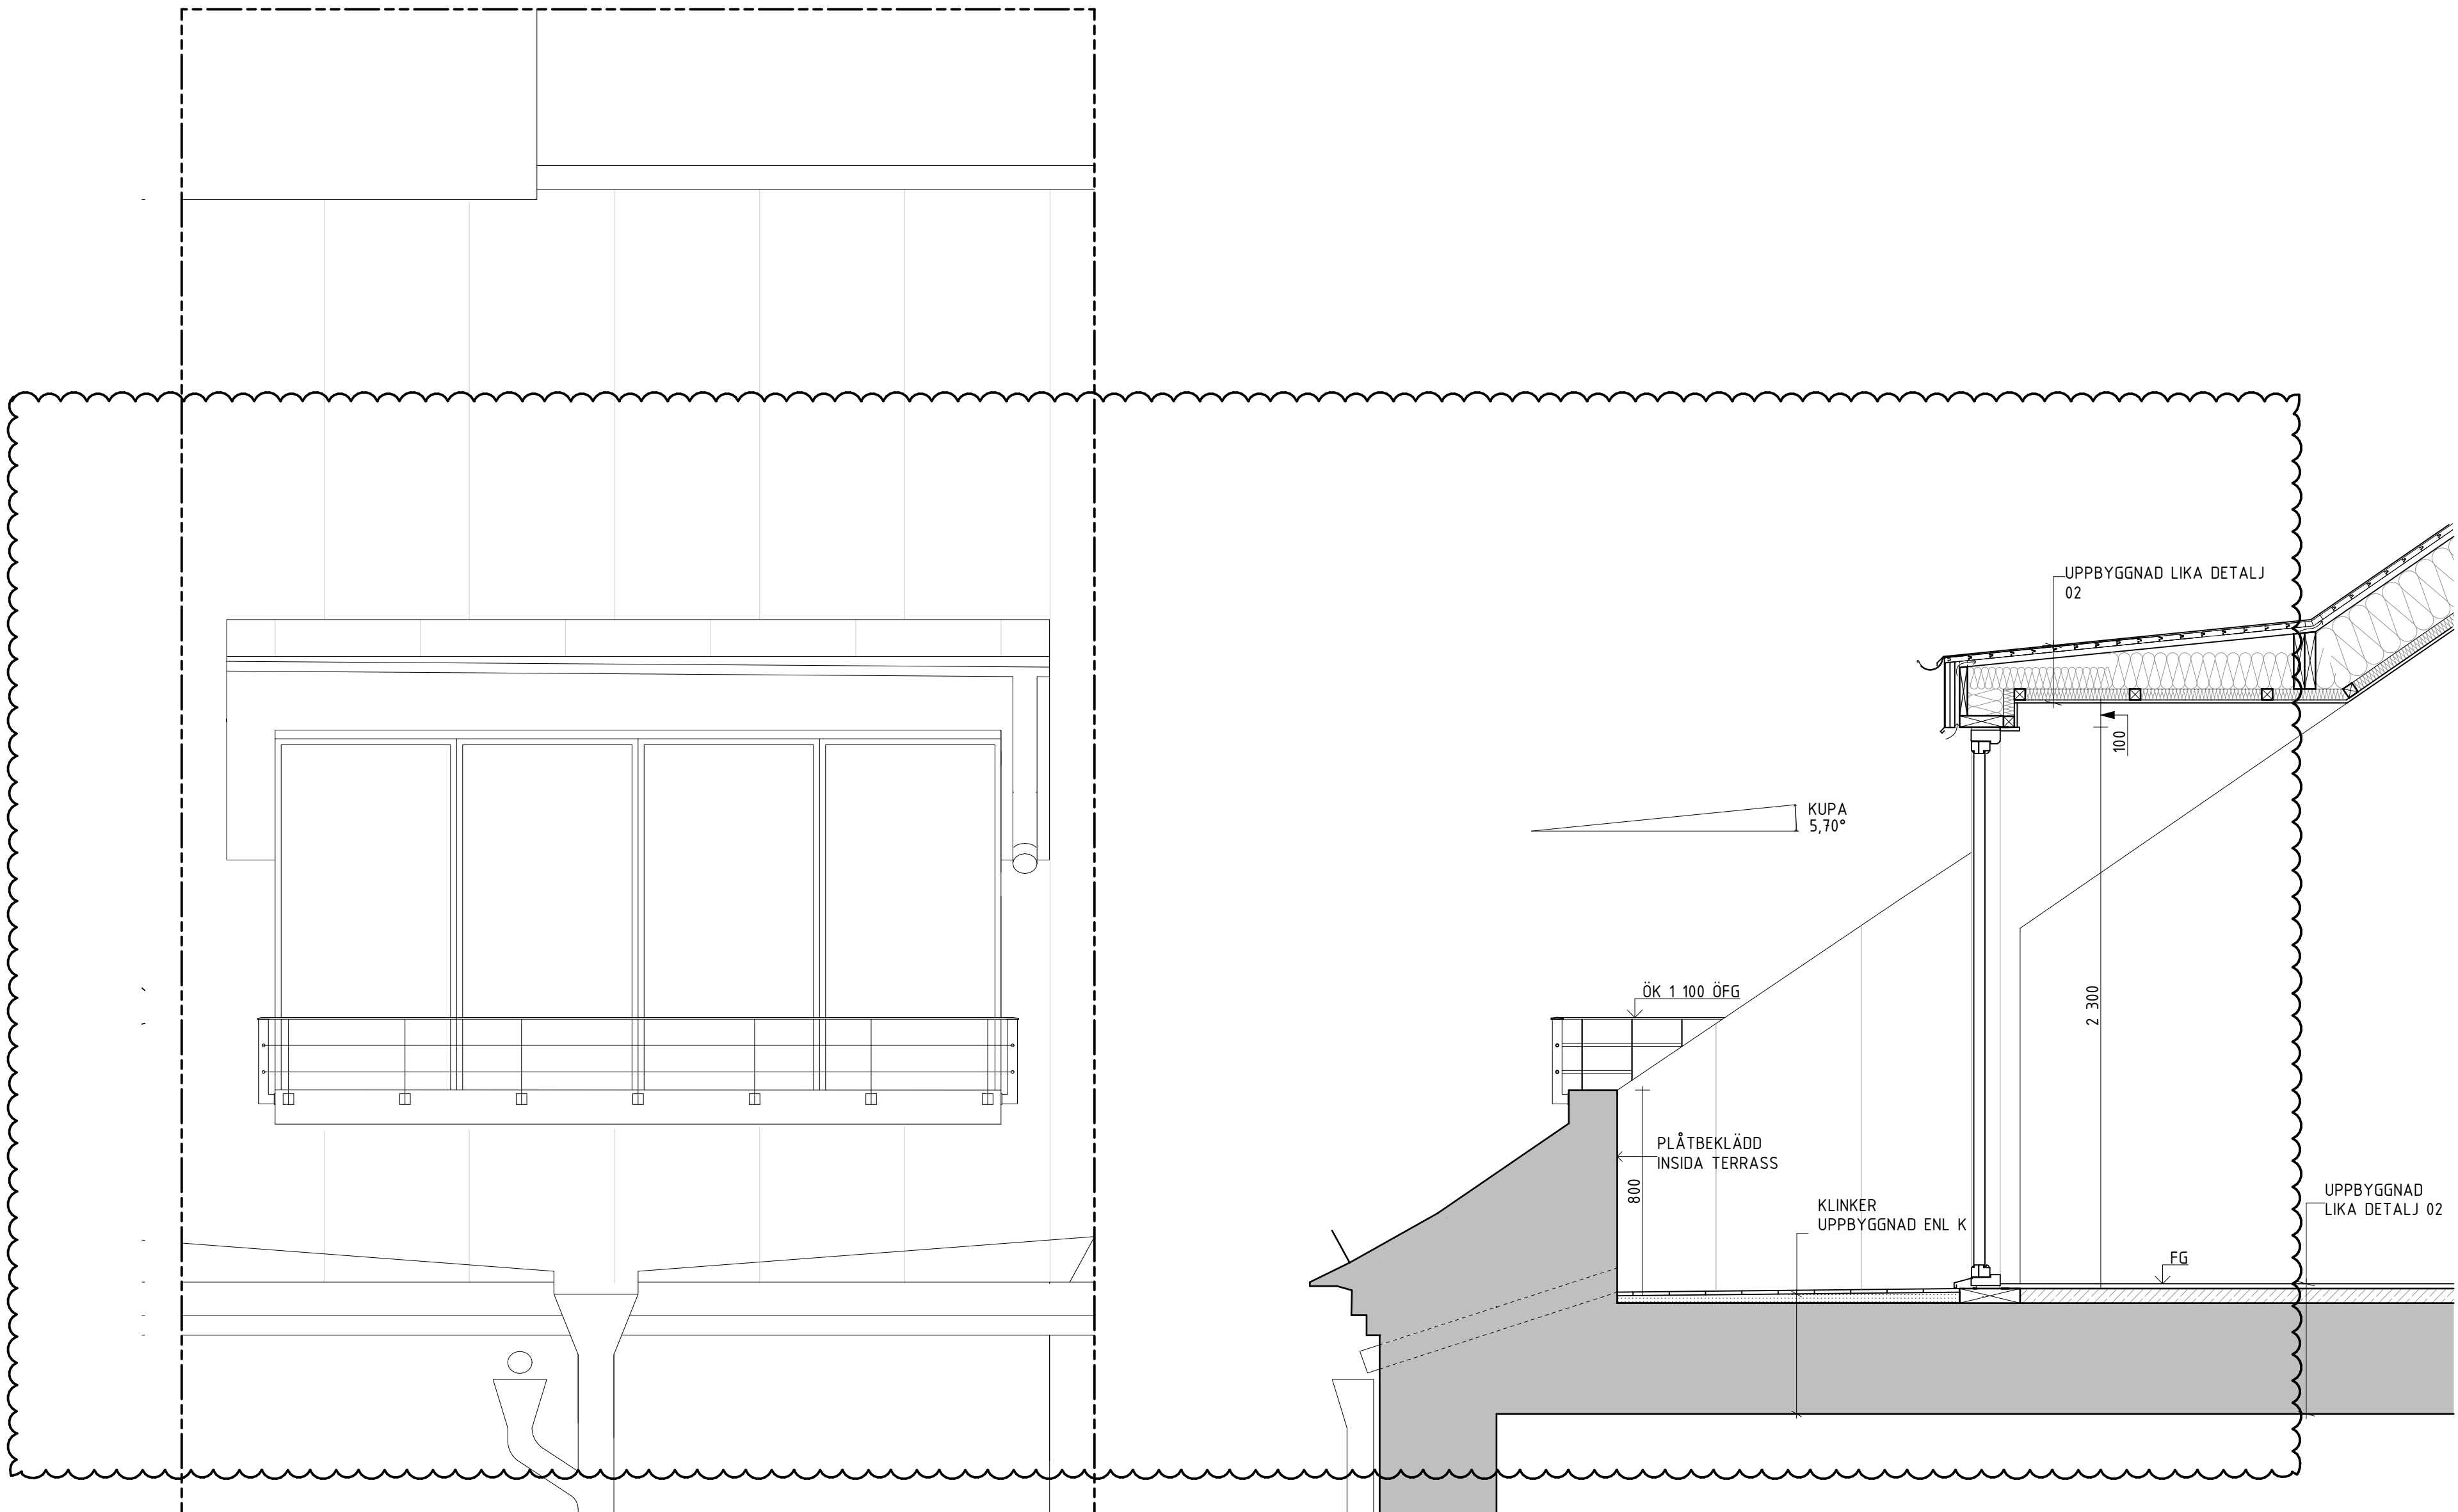 UPPBYGGNAD LIKA DETALJ
02
100
KUPA
5,70°
ÖK 1 100 ÖFG
2 300
PLÅTBEKLÄDD
INSIDA TERRASS
800
KLINKER
UPPBYGGNAD ENL K
UPPBYGGNAD
LIKA DETALJ 02
FG